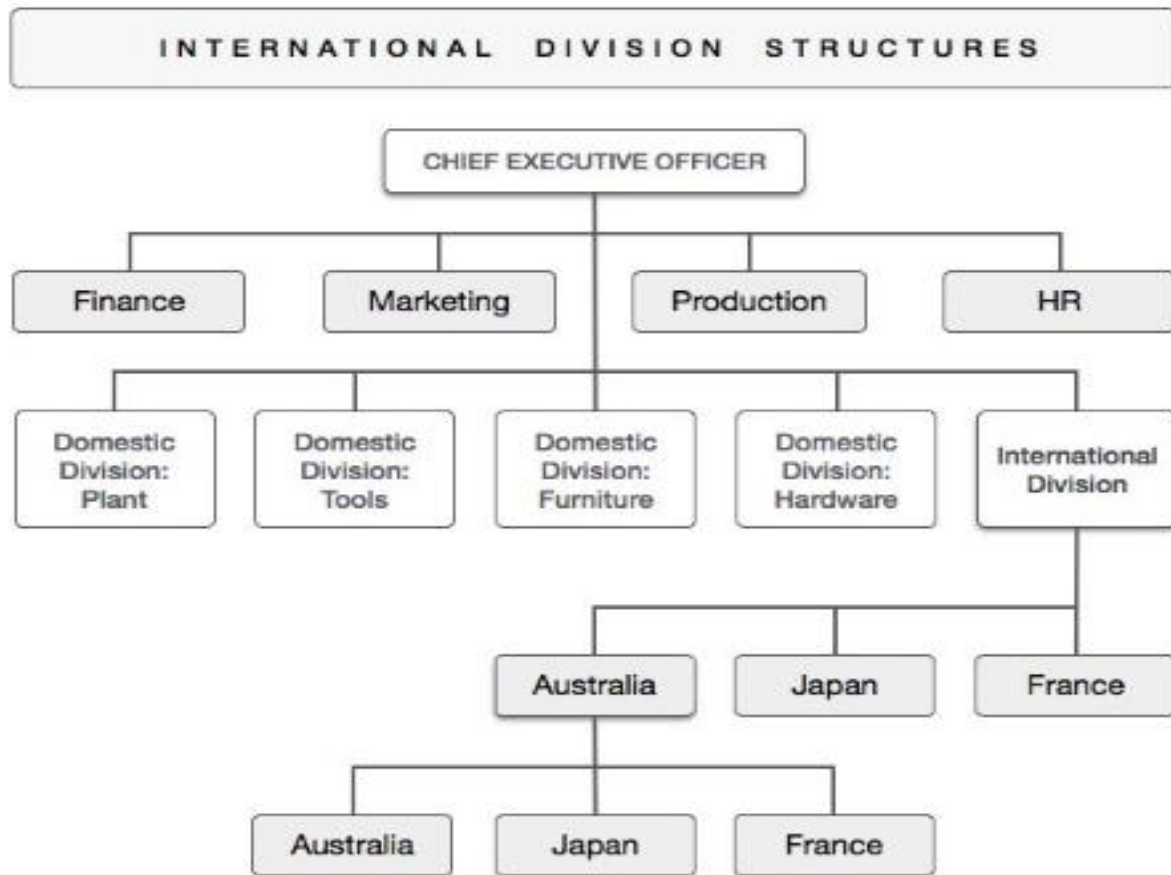 INTERNATIONAL DIVISION STRUCTURES
CHIEF EXECUTIVE OFFICER
Finance
Marketing
Production
HR
Domestic
Division:
Plant
Domestic
Division:
Tools
Domestic
Division:
Furniture
Domestic
Division:
Hardware
International
Division
Australia
Japan
France
Australia
Japan
France